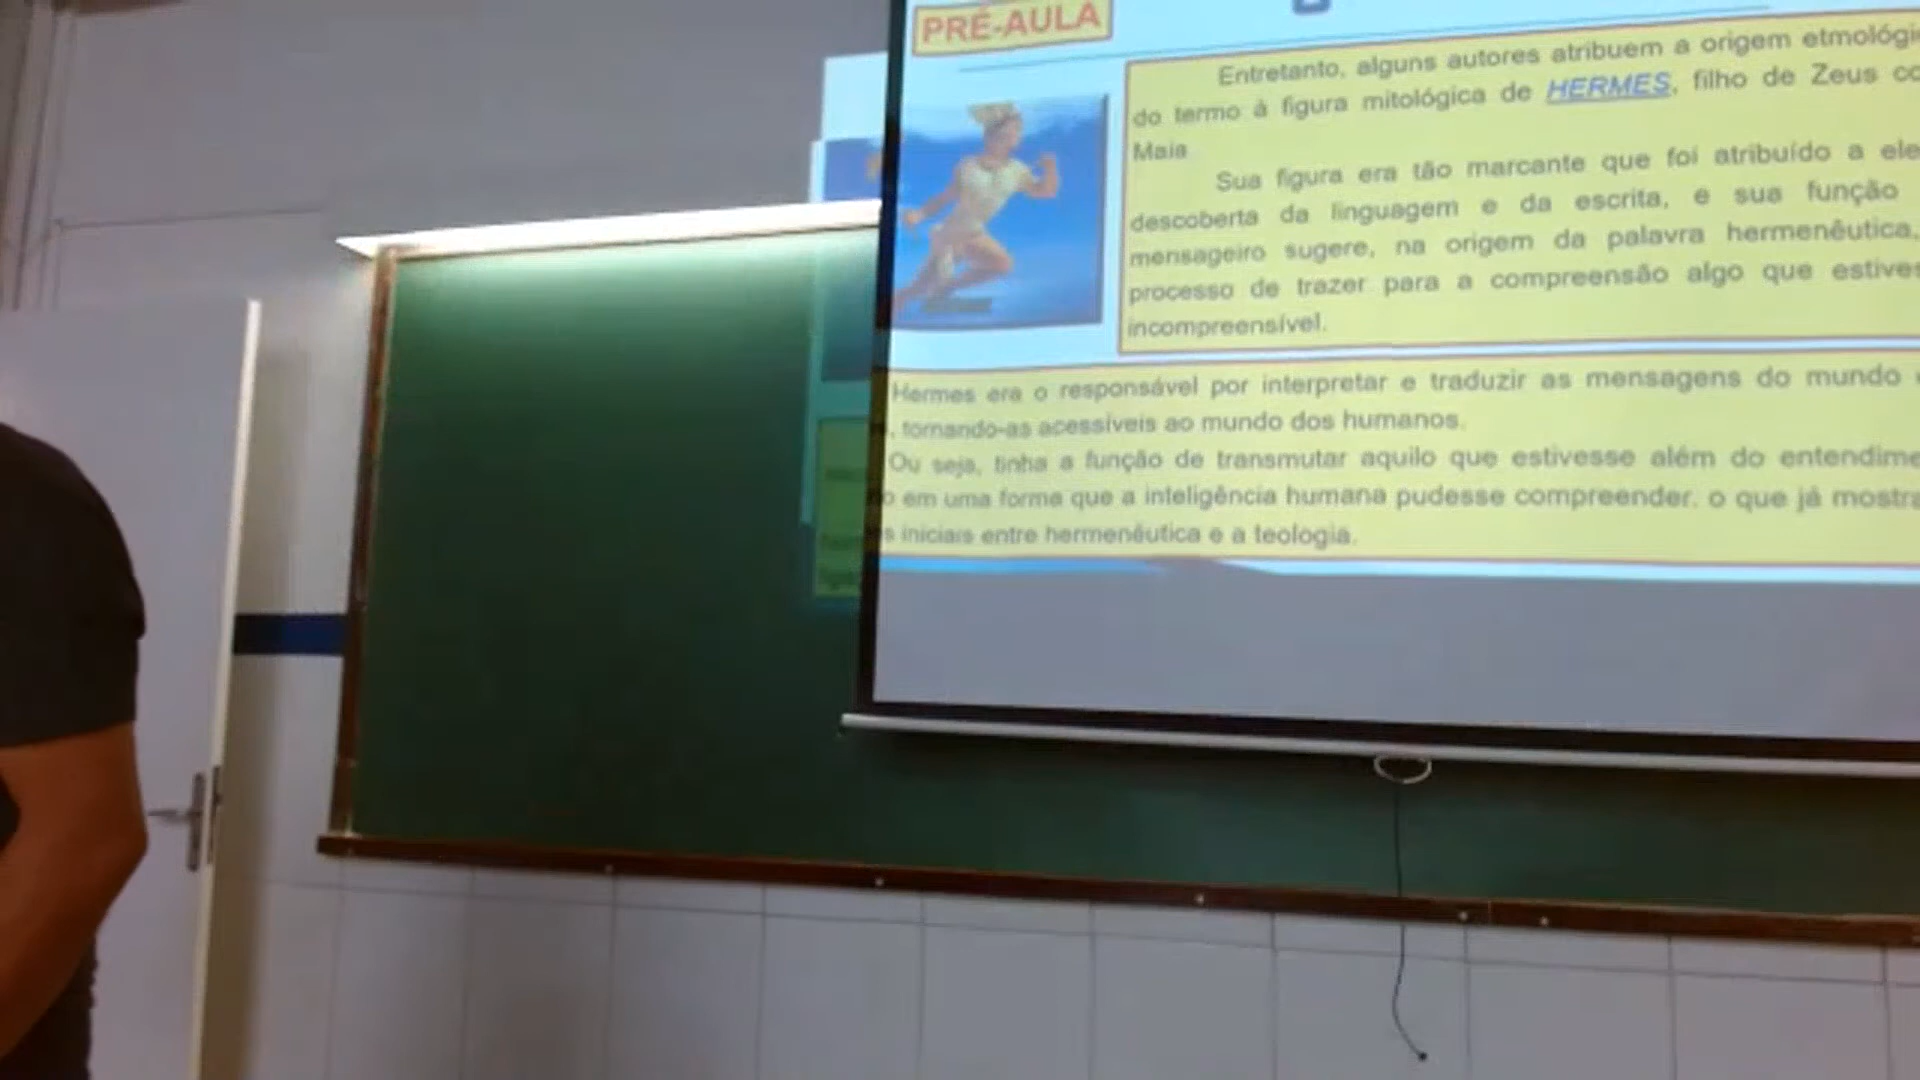 PRÉ-AULA
Entretanto, alguns autores atribuem a origem etmológi
do termo à figura mitológica de HERMES, filho de Zeus co
Maia
Sua figura era tão marcante que foi atribuído a ele
descoberta da linguagem e da escrita, e sua função
mensageiro sugere, na origem da palavra hermenêutica,
processo de trazer para a compreensão algo que estives
incompreensível.
Hermes era o responsável por interpretar e traduzir as mensagens do mundo
, tornando-as acessíveis ao mundo dos humanos.
Ou seja, tinha a função de transmutar aquilo que estivesse além do entendime
o em uma forma que a inteligência humana pudesse compreender, o que já mostra
s iniciais entre hermenêutica e a teologia.